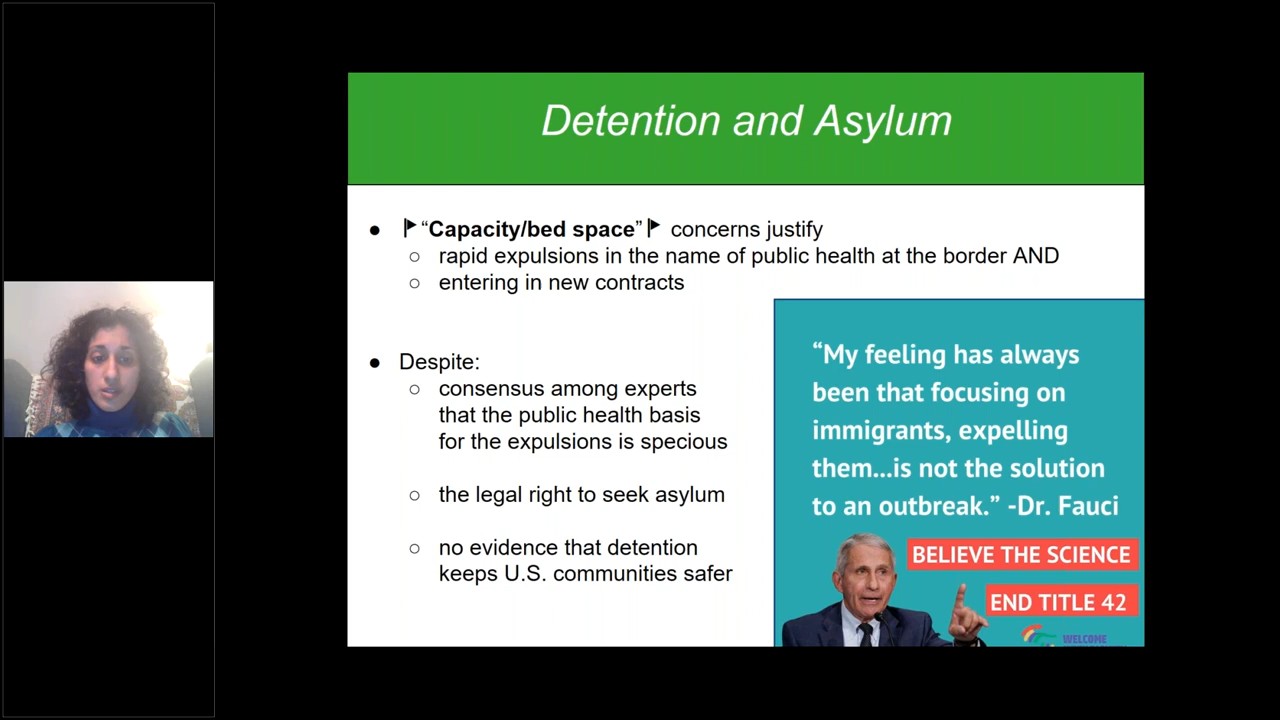 Detention and Asylum
● “Capacity/bed space” concerns justify
○ rapid expulsions in the name of public health at the border AND
○ entering in new contracts
● Despite:
○ consensus among experts
that the public health basis
for the expulsions is specious
○ the legal right to seek asylum
○ no evidence that detention
keeps U.S. communities safer
“My feeling has always
been that focusing on
immigrants, expelling
them...is not the solution
to an outbreak.” -Dr. Fauci
BELIEVE THE SCIENCE
END TITLE 42
WELCOME